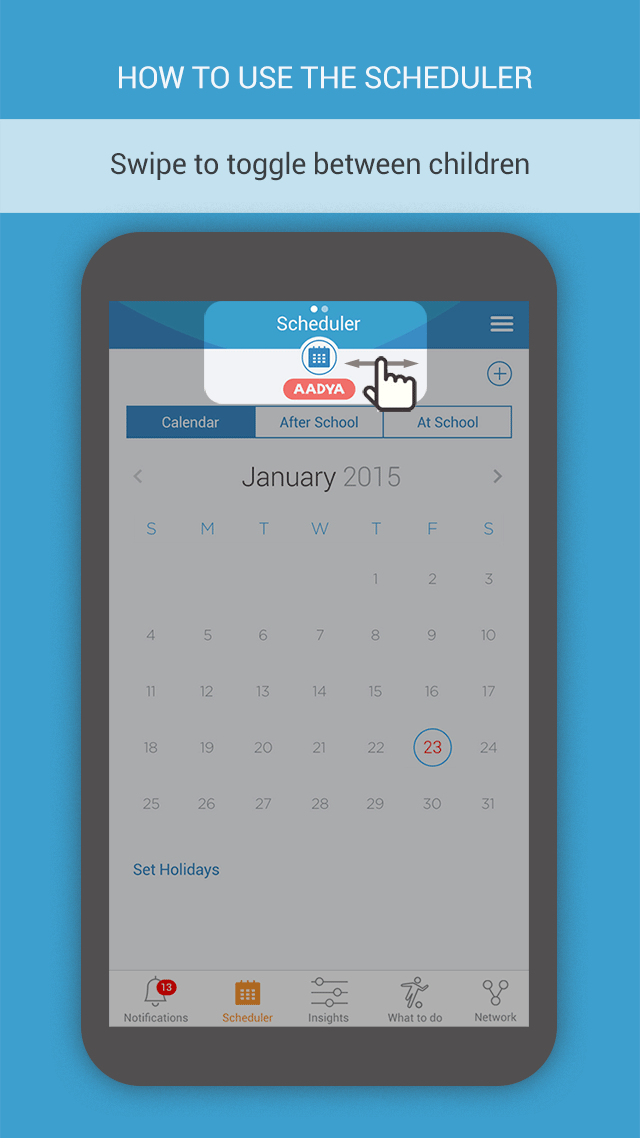 HOW TO USE THE SCHEDULER
Swipe to toggle between children
Scheduler
AADYA
Calendar After School At School
January 2015
S M T W T F S
1 2 3
4 5 6 7 8 9 10
11 12 13 14 15 16 17
18 19 20 21 22 23 24
25 26 27 28 29 30 31
Set Holidays
13
Notifications Scheduler Insights What to do Network